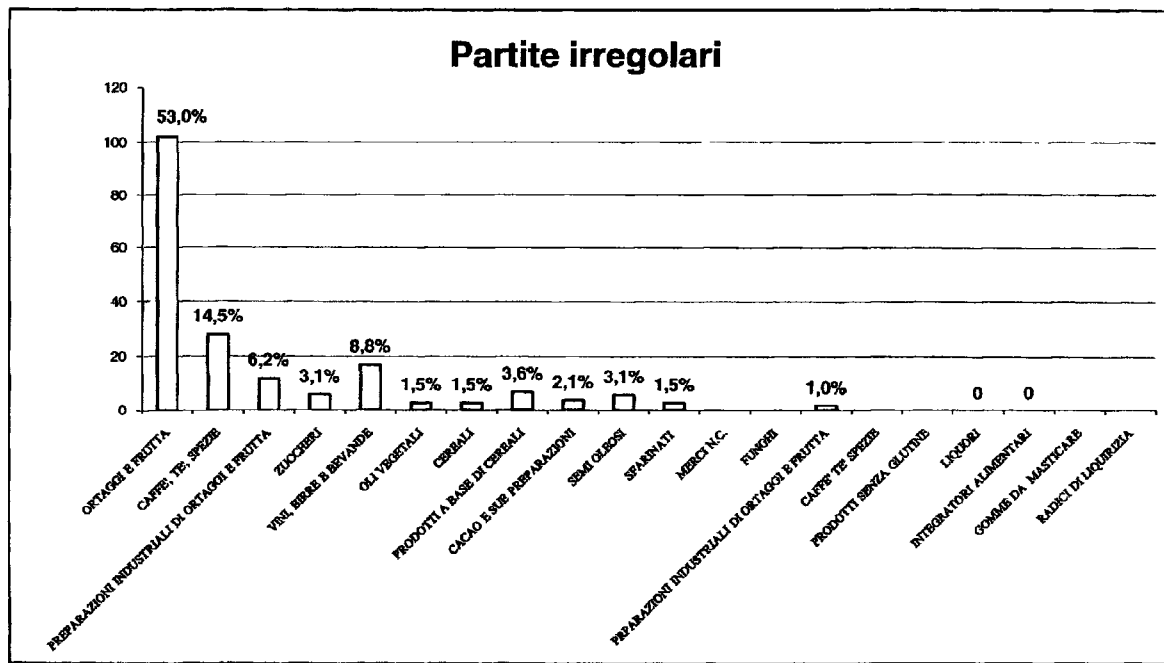 Partite irregolari
120
100
80
60
40
20
0
53,0%
14,5%
6,2%
3,1%
8,8%
1,5%
1,5%
3,6%
2,1%
3,1%
1,5%
1,0%
0
0
ORTAGGI E FRUTTA
CAFFE', TE', SPEZIE
PREPARAZIONI INDUSTRIALI DI ORTAGGI E FRUTTA
ZUCCHERI
VINI, BIRRE E BEVANDE
OLI VEGETALI
CEREALI
PRODOTTI A BASE DI CEREALI
CACAO E SUE PREPARAZIONI
SEMI OLEOSI
SFARINATI
MERCI N.C.
FUNGHI
PRPARAZIONI INDUSTRIALI DI ORTAGGI E FRUTTA
CAFFE' TE' SPEZIE
PRODOTTI SENZA GLUTINE
LIQUORI
INTEGRATORI ALIMENTARI
GOMME DA MASTICARE
RADICI DI LIQUIRIZIA